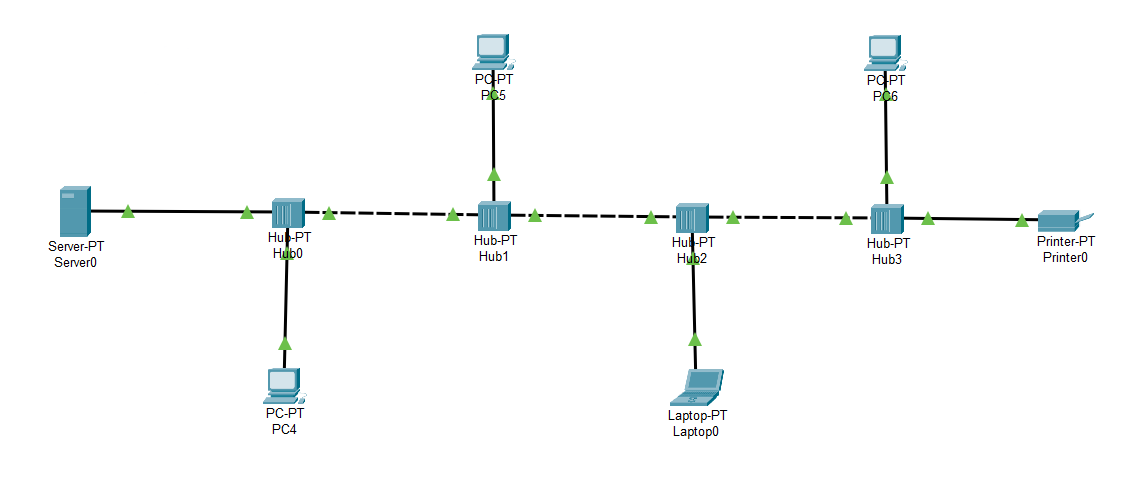 PC-PT
PC5
PC-PT
PC6
Server-PT
Server0
Hub-PT
Hub0
Hub-PT
Hub1
Hub-PT
Hub2
Hub-PT
Hub3
Printer-PT
Printer0
PC-PT
PC4
Laptop-PT
Laptop0